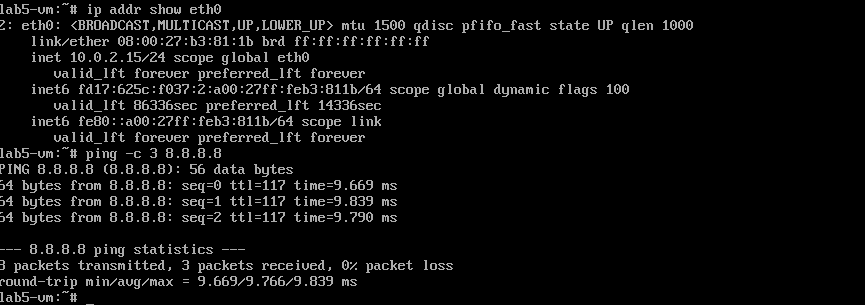 lab5-vm:~# ip addr show eth0
2: eth0: <BROADCAST,MULTICAST,UP,LOWER_UP> mtu 1500 qdisc pfifo_fast state UP qlen 1000
link/ether 08:00:27:b3:81:1b brd ff:ff:ff:ff:ff:ff
inet 10.0.2.15/24 scope global eth0
valid_lft forever preferred_lft forever
inet6 fd17:625c:f037:2:a00:27ff:feb3:811b/64 scope global dynamic flags 100
valid_lft 86336sec preferred_lft 14336sec
inet6 fe80::a00:27ff:feb3:811b/64 scope link
valid_lft forever preferred_lft forever
lab5-vm:~# ping -c 3 8.8.8.8
PING 8.8.8.8 (8.8.8.8): 56 data bytes
64 bytes from 8.8.8.8: seq=0 ttl=117 time=9.669 ms
64 bytes from 8.8.8.8: seq=1 ttl=117 time=9.839 ms
64 bytes from 8.8.8.8: seq=2 ttl=117 time=9.790 ms
--- 8.8.8.8 ping statistics ---
3 packets transmitted, 3 packets received, 0% packet loss
round-trip min/avg/max = 9.669/9.766/9.839 ms
lab5-vm:~# _